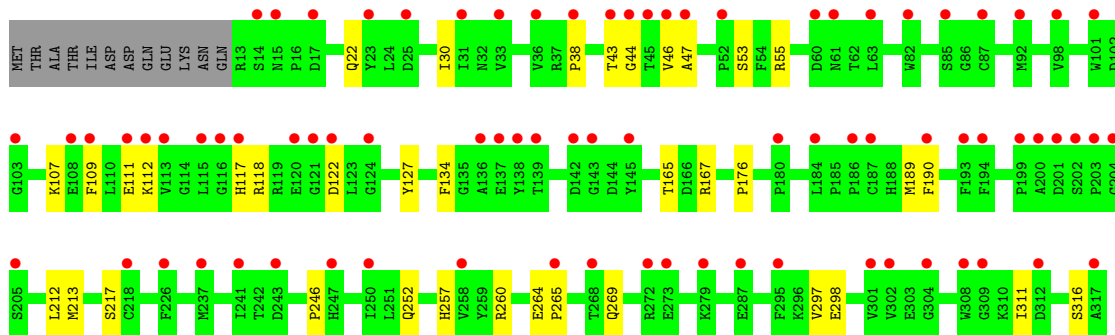 MET THR ALA THR ILE ASP ASP GLN GLU LYS ASN GLN R13 S14 N15 P16 D17 Q22 Y23 L24 D25 I30 I31 N32 V33 V36 R37 P38 T43 G44 T45 V46 A47 P52 S53 F54 R55 D60 N61 T62 L63 W82 S85 G86 C87 M92 V98 W101 D102
G103 K107 E108 F109 L110 E111 K112 V113 G114 L115 G116 H117 R118 R119 E120 G121 D122 L123 G124 Y127 F134 G135 A136 E137 Y138 T139 D142 G143 D144 Y145 T165 D166 R167 P176 P180 L184 P185 P186 C187 H188 M189 F190 F193 F194 P199 A200 D201 S202 P203 G204
S205 L212 M213 S217 C218 F226 M237 I241 T242 D243 P246 H247 I250 L251 Q252 H257 V258 Y259 R260 E264 P265 T268 Q269 R272 E273 K279 E287 F295 K296 V297 E298 V301 V302 E303 G304 W308 G309 K310 I311 D312 S316 A317